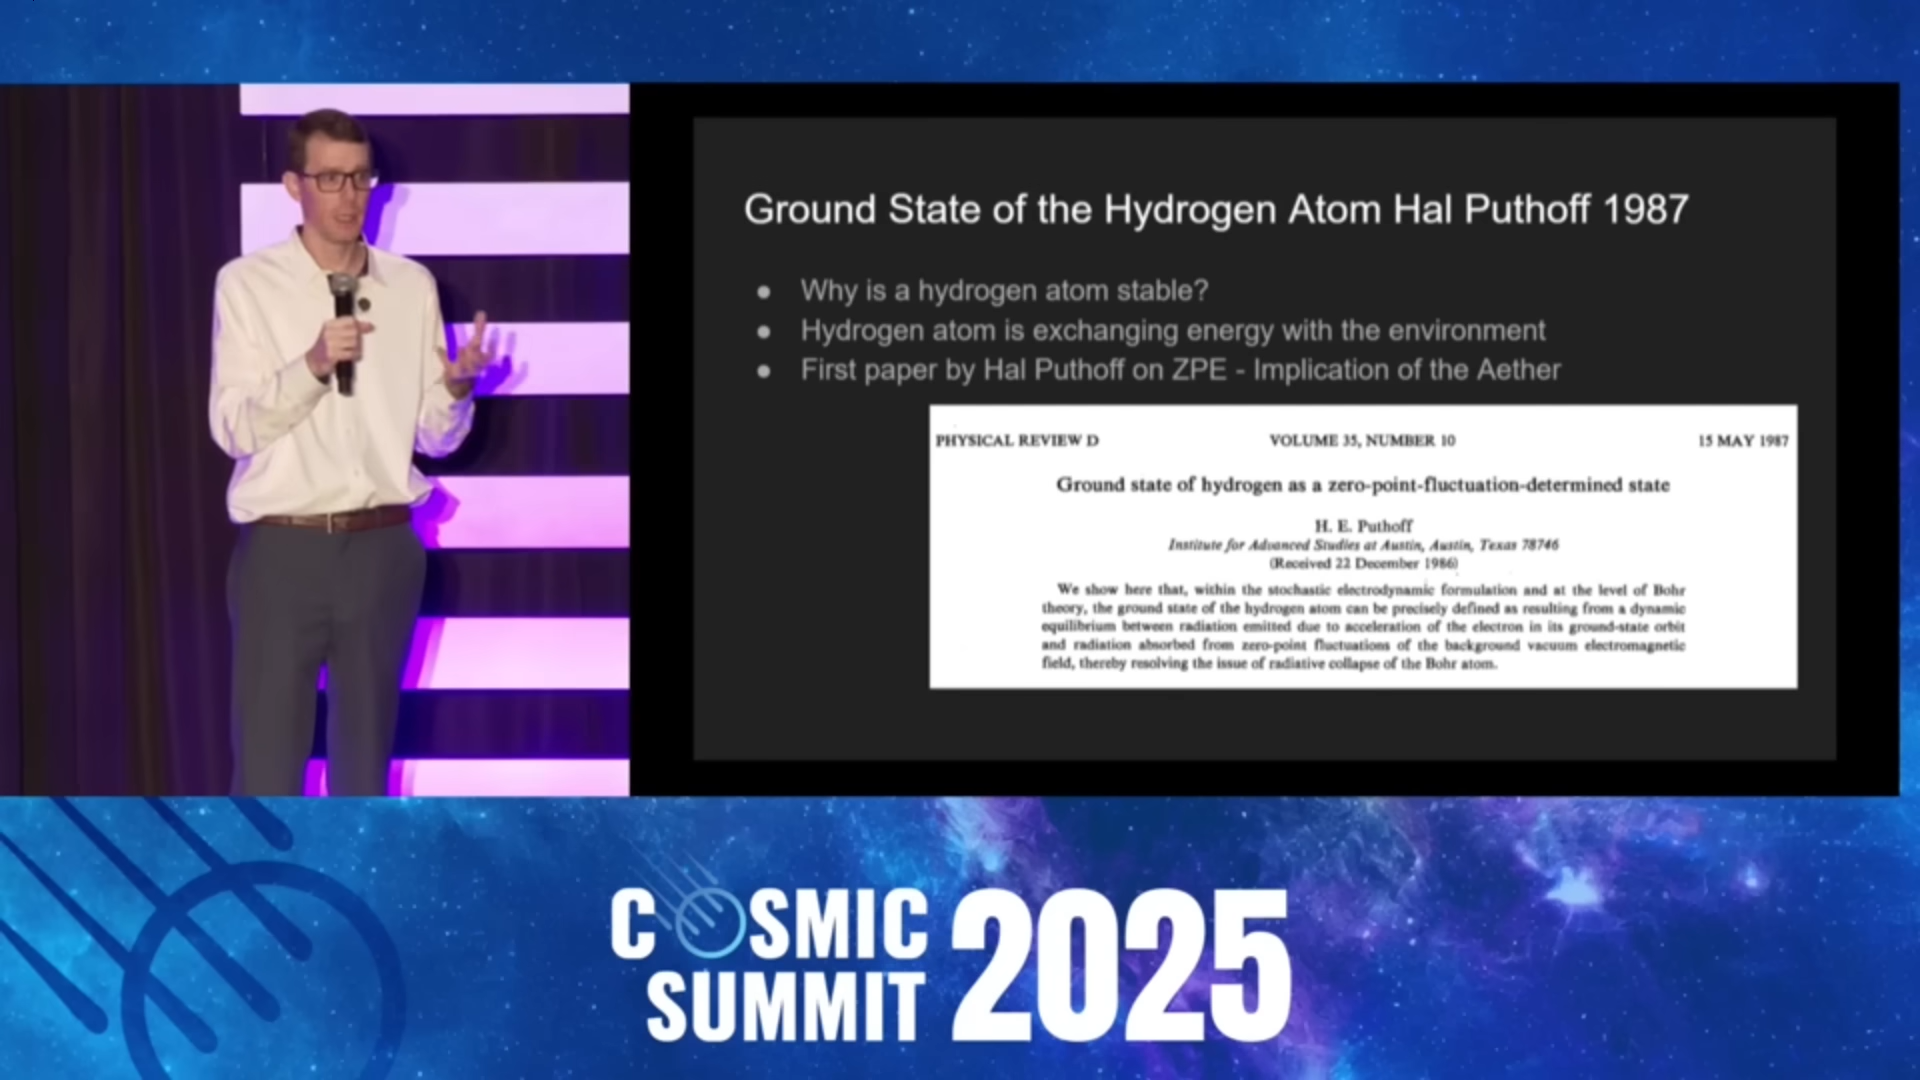 Ground State of the Hydrogen Atom Hal Puthoff 1987
● Why is a hydrogen atom stable?
● Hydrogen atom is exchanging energy with the environment
● First paper by Hal Puthoff on ZPE - Implication of the Aether
PHYSICAL REVIEW D VOLUME 35, NUMBER 10 15 MAY 1987
Ground state of hydrogen as a zero-point-fluctuation-determined state
H. E. Puthoff
Institute for Advanced Studies at Austin, Austin, Texas 78746
(Received 22 December 1986)
We show here that, within the stochastic electrodynamic formulation and at the level of Bohr
theory, the ground state of the hydrogen atom can be precisely defined as resulting from a dynamic
equilibrium between radiation emitted due to acceleration of the electron in its ground-state orbit
and radiation absorbed from zero-point fluctuations of the background vacuum electromagnetic
field, thereby resolving the issue of radiative collapse of the Bohr atom.
COSMIC
SUMMIT
2025